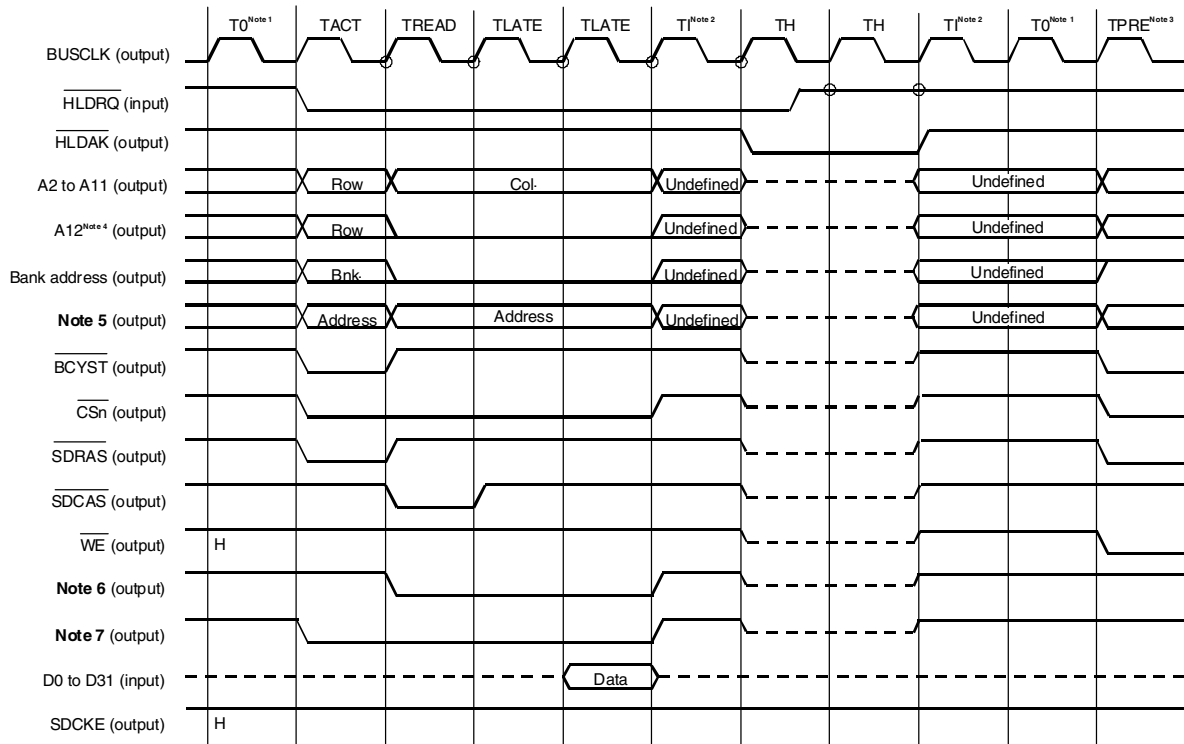 T0Note 1 TACT TREAD TLATE TLATE TINote 2 TH TH TINote 2 T0Note 1 TPRENote 3
BUSCLK (output)
HLDRQ (input)
HLDAK (output)
A2 to A11 (output) Row Col. Undefined Undefined
A12Note 4 (output) Row Undefined Undefined
Bank address (output) Bnk. Undefined Undefined
Note 5 (output) Address Address Undefined Undefined
BCYST (output)
CSn (output)
SDRAS (output)
SDCAS (output)
WE (output) H
Note 6 (output)
Note 7 (output)
D0 to D31 (input) Data
SDCKE (output) H